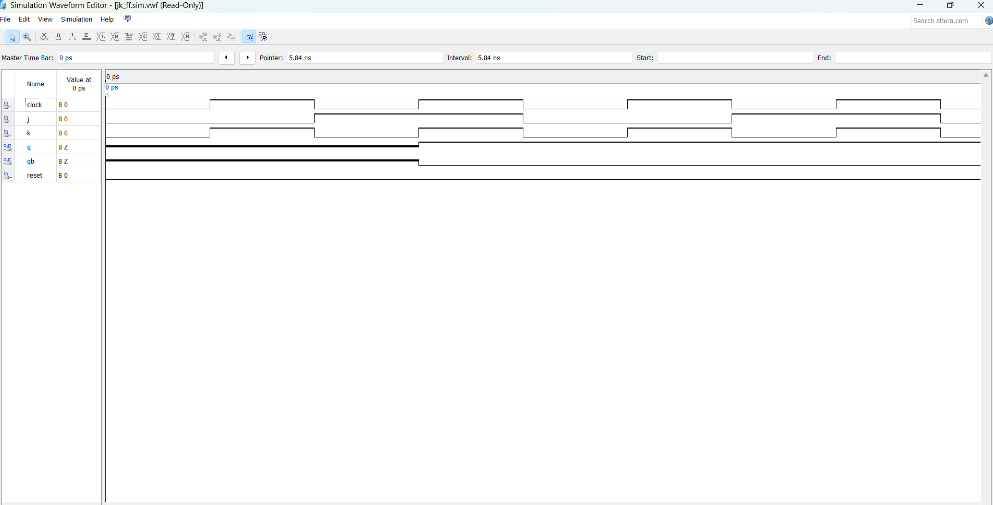 Simulation Waveform Editor - [jk_ff.sim.vwf (Read-Only)]
File Edit View Simulation Help
Search altera.com
Master Time Bar: 0 ps Pointer: 5.84 ns Interval: 5.84 ns Start: End:
Name Value at 0 ps
0 ps
0 ps
clock B 0
j B 0
k B 0
q B Z
qb B Z
reset B 0